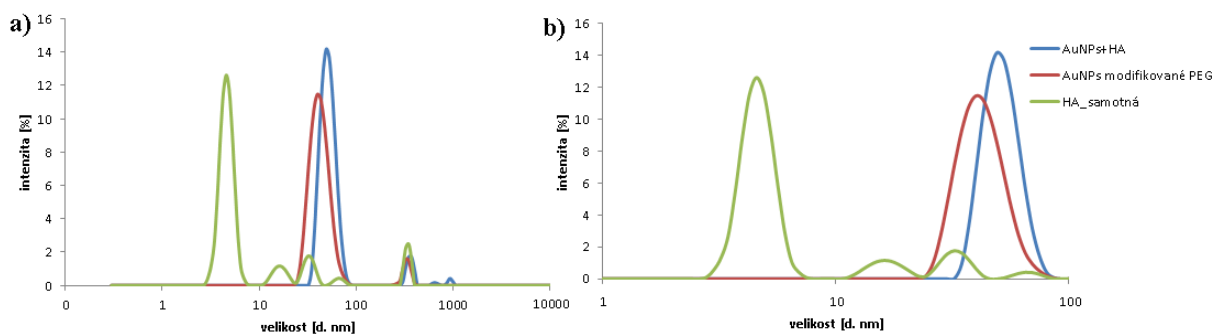 a)
16
14
12
10
8
6
4
2
0
intenzita [%]
0 1 10 100 1000 10000
velikost [d. nm]
b)
16
14
12
10
8
6
4
2
0
intenzita [%]
1 10 100
velikost [d. nm]
AuNPs+HA
AuNPs modifikované PEG
HA_samotná